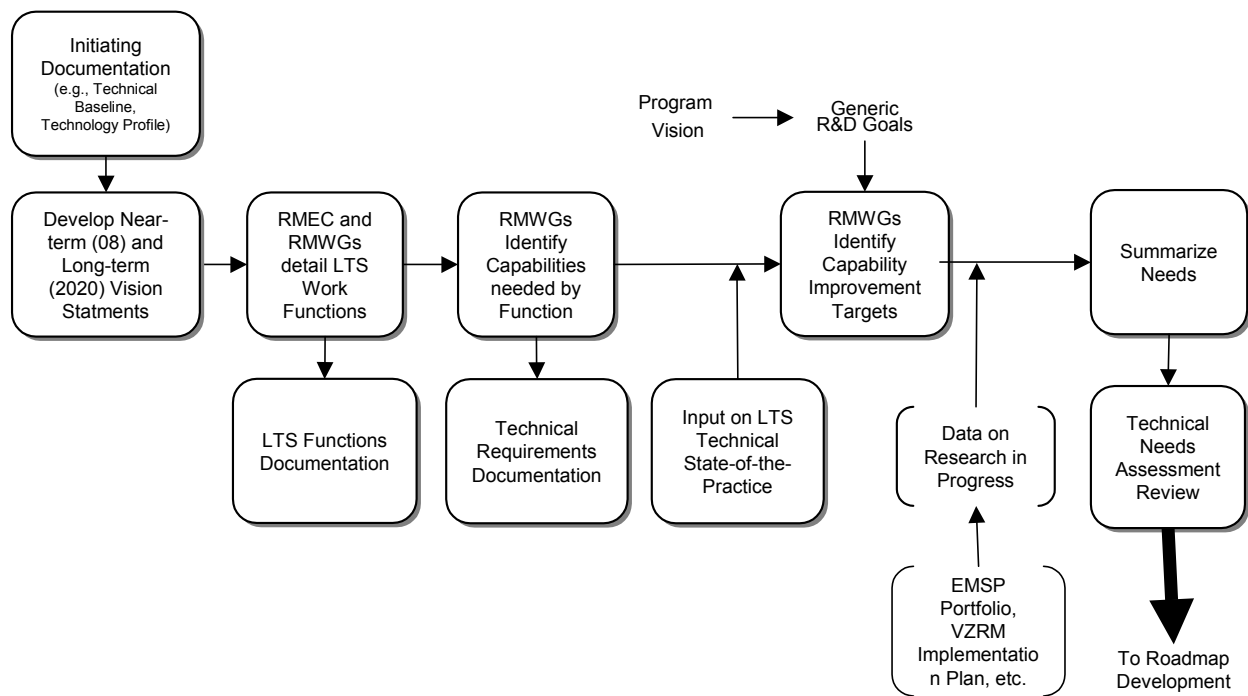 Initiating
Documentation
(e.g., Technical
Baseline,
Technology Profile)
Program
Vision
Generic
R&D Goals
Develop Near-
term (08) and
Long-term
(2020) Vision
Statments
RMEC and
RMWGs
detail LTS
Work
Functions
RMWGs
Identify
Capabilities
needed by
Function
RMWGs
Identify
Capability
Improvement
Targets
Summarize
Needs
LTS Functions
Documentation
Technical
Requirements
Documentation
Input on LTS
Technical
State-of-the-
Practice
Data on
Research in
Progress
Technical
Needs
Assessment
Review
EMSP
Portfolio,
VZRM
Implementatio
n Plan, etc.
To Roadmap
Development